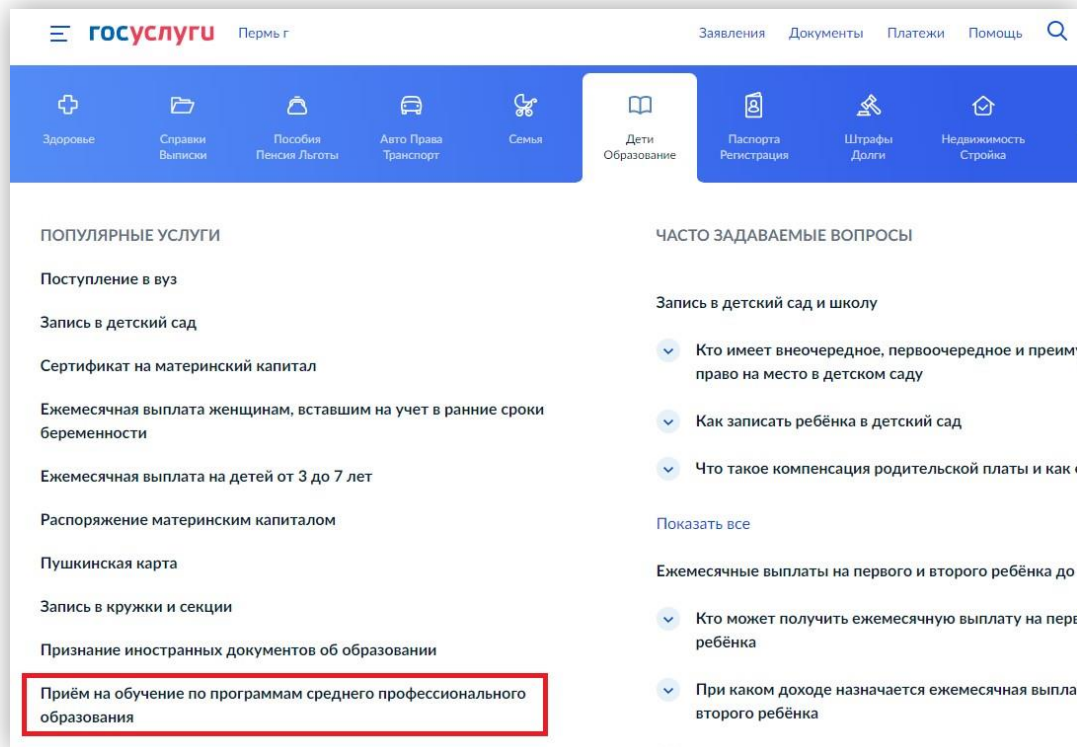 госуслуги
Пермь г
Заявления
Документы
Платежи
Помощь
Здоровье
Справки
Выписки
Пособия
Пенсия Льготы
Авто Права
Транспорт
Семья
Дети
Образование
Паспорта
Регистрация
Штрафы
Долги
Недвижимость
Стройка
ПОПУЛЯРНЫЕ УСЛУГИ
Поступление в вуз
Запись в детский сад
Сертификат на материнский капитал
Ежемесячная выплата женщинам, вставшим на учет в ранние сроки
беременности
Ежемесячная выплата на детей от 3 до 7 лет
Распоряжение материнским капиталом
Пушкинская карта
Запись в кружки и секции
Признание иностранных документов об образовании
Приём на обучение по программам среднего профессионального
образования
ЧАСТО ЗАДАВАЕМЫЕ ВОПРОСЫ
Запись в детский сад и школу
Кто имеет внеочередное, первоочередное и
право на место в детском саду
Как записать ребёнка в детский сад
Что такое компенсация родительской платы и как
Показать все
Ежемесячные выплаты на первого и второго ребёнка до
Кто может получить ежемесячную выплату на
ребёнка
При каком доходе назначается ежемесячная
второго ребёнка